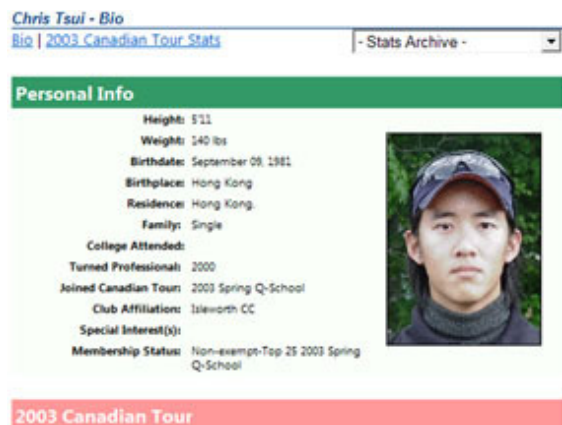 Chris Tsui - Bio
Bio | 2003 Canadian Tour Stats
- Stats Archive -
Personal Info
Height: 5'11
Weight: 140 lbs
Birthdate: September 09, 1981
Birthplace: Hong Kong
Residence: Hong Kong.
Family: Single
College Attended:
Turned Professional: 2000
Joined Canadian Tour: 2003 Spring Q-School
Club Affiliation: Isleworth CC
Special Interest(s):
Membership Status: Non-exempt-Top 25 2003 Spring
Q-School
2003 Canadian Tour